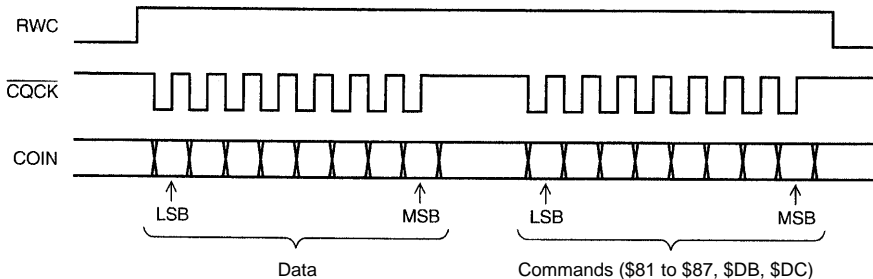 RWC
CQCK
COIN
LSB MSB LSB MSB
Data Commands ($81 to $87, $DB, $DC)